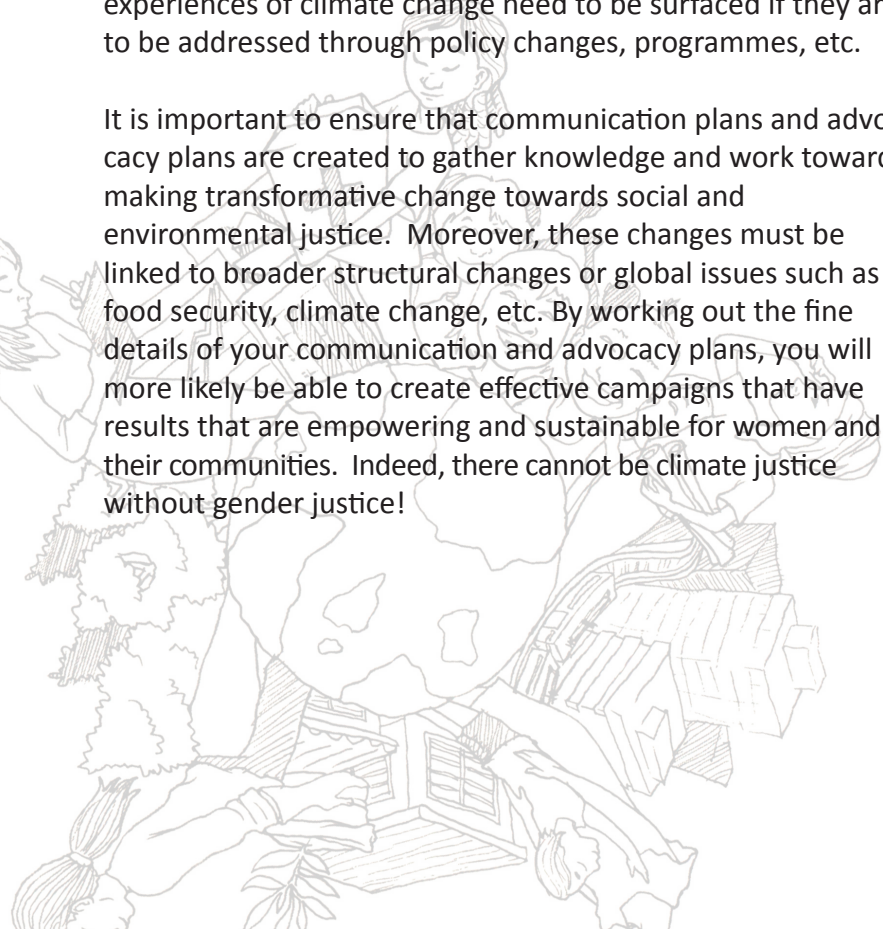 experiences of climate change need to be surfaced if they ar
to be addressed through policy changes, programmes, etc.
It is important to ensure that communication plans and advo
cacy plans are created to gather knowledge and work toward
making transformative change towards social and
environmental justice.  Moreover, these changes must be
linked to broader structural changes or global issues such as
food security, climate change, etc. By working out the fine
details of your communication and advocacy plans, you will
more likely be able to create effective campaigns that have
results that are empowering and sustainable for women and
their communities.  Indeed, there cannot be climate justice
without gender justice!